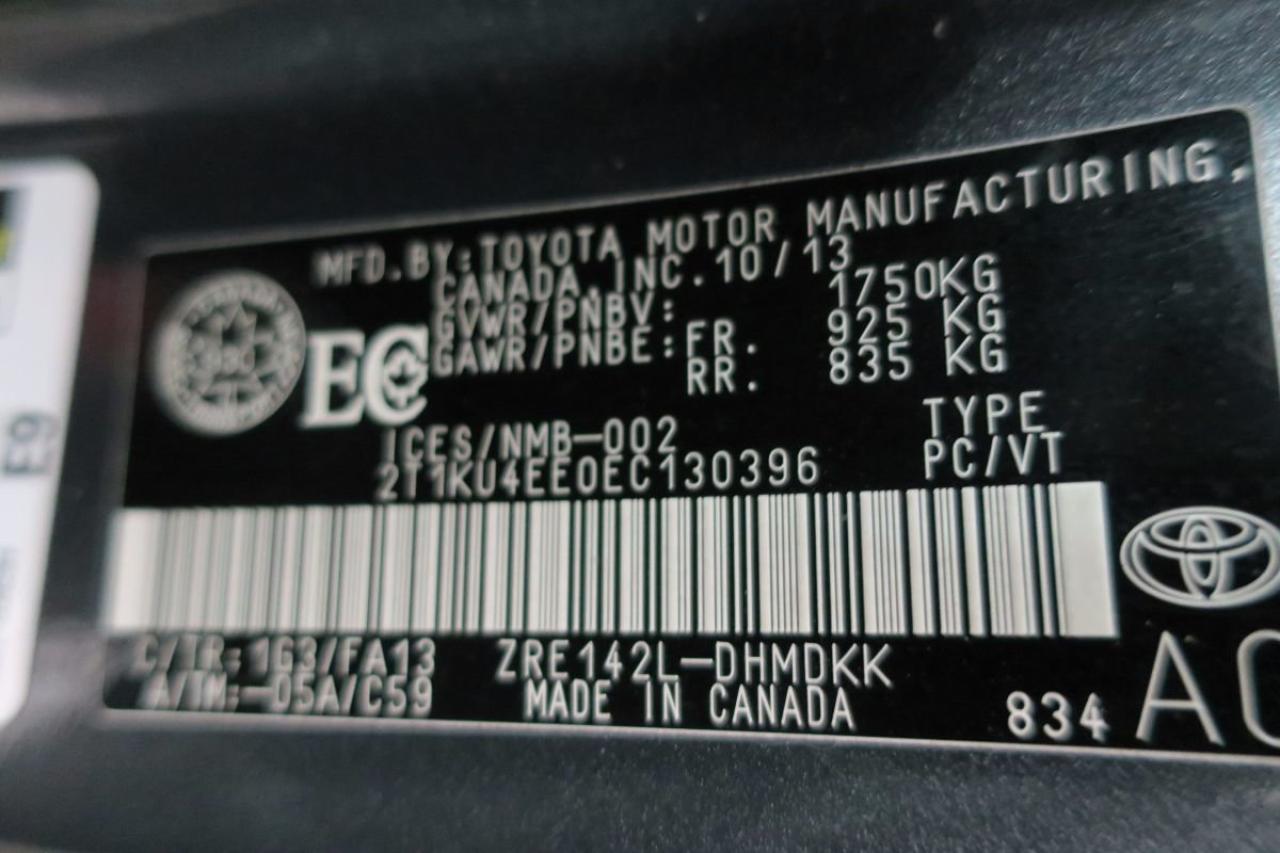 MFD.BY:TOYOTA MOTOR MANUFACTURING,
CANADA,INC.10/13
GVWR/PNBV: 1750KG
GAWR/PNBE:FR. 925 KG
RR. 835 KG
EC
ICES/NMB-002
TYPE
2T1KU4EE0EC130396
PC/VT
C/TR:1G3/FA13
ZRE142L-DHMDKK
A/TM:-05A/C59
MADE IN CANADA
834
AC
E9